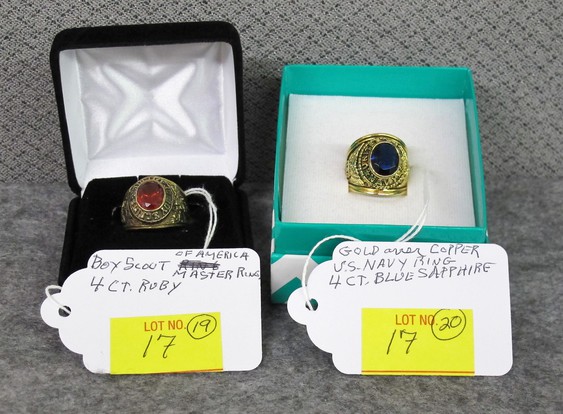 OF AMERICA
BOY SCOUT RING MASTER RING
4 CT. RUBY
LOT NO. 19
17
GOLD over COPPER
U.S. NAVY RING
4 CT. BLUE SAPPHIRE
LOT NO. 20
17